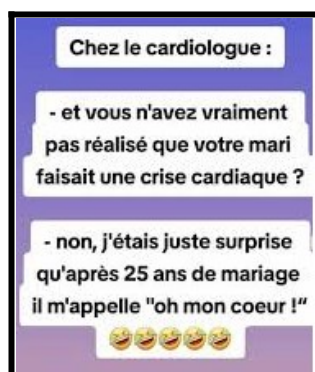 Chez le cardiologue :
- et vous n'avez vraiment
pas réalisé que votre mari
faisait une crise cardiaque ?
- non, j'étais juste surprise
qu'après 25 ans de mariage
il m'appelle "oh mon coeur !“
🤣🤣🤣🤣🤣